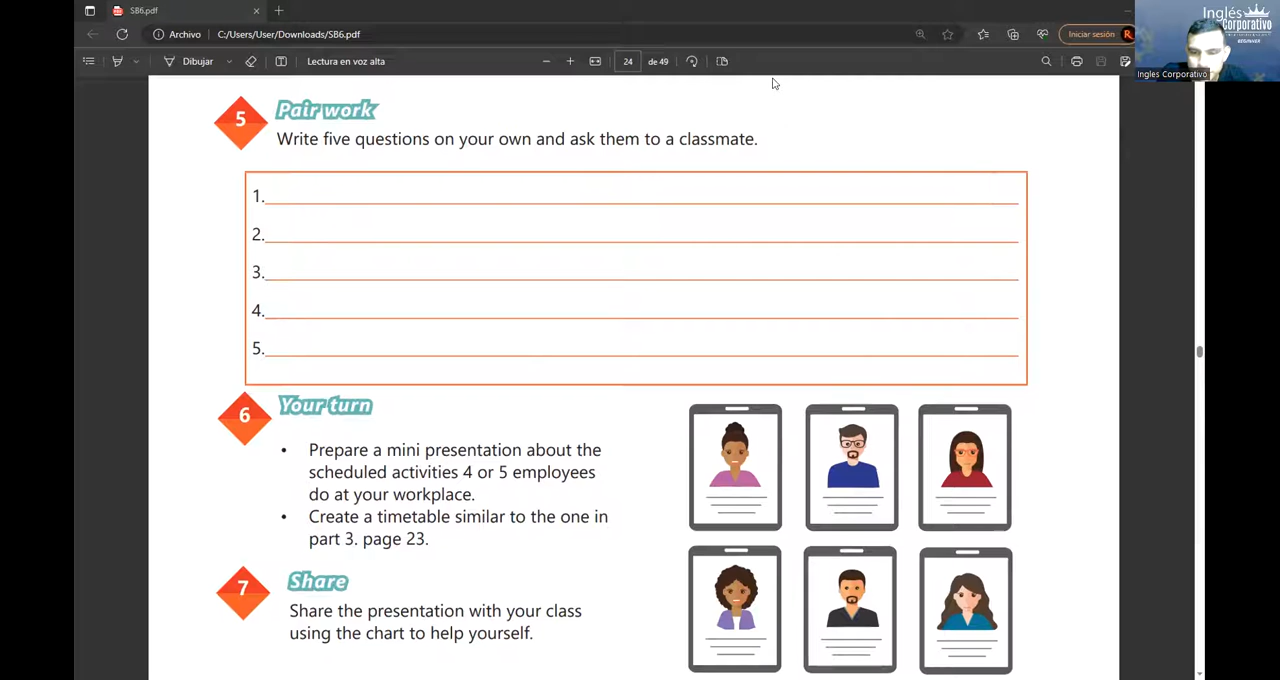 SB6.pdf
Archivo C:/Users/User/Downloads/SB6.pdf
Iniciar sesión
R
Dibujar
Lectura en voz alta
24 de 49
Inglés
Corporativo
BEGINNER
Ingles Corporativo
5 Pair work
Write five questions on your own and ask them to a classmate.
1.
2.
3.
4.
5.
6 Your turn
• Prepare a mini presentation about the
scheduled activities 4 or 5 employees
do at your workplace.
• Create a timetable similar to the one in
part 3. page 23.
7 Share
Share the presentation with your class
using the chart to help yourself.